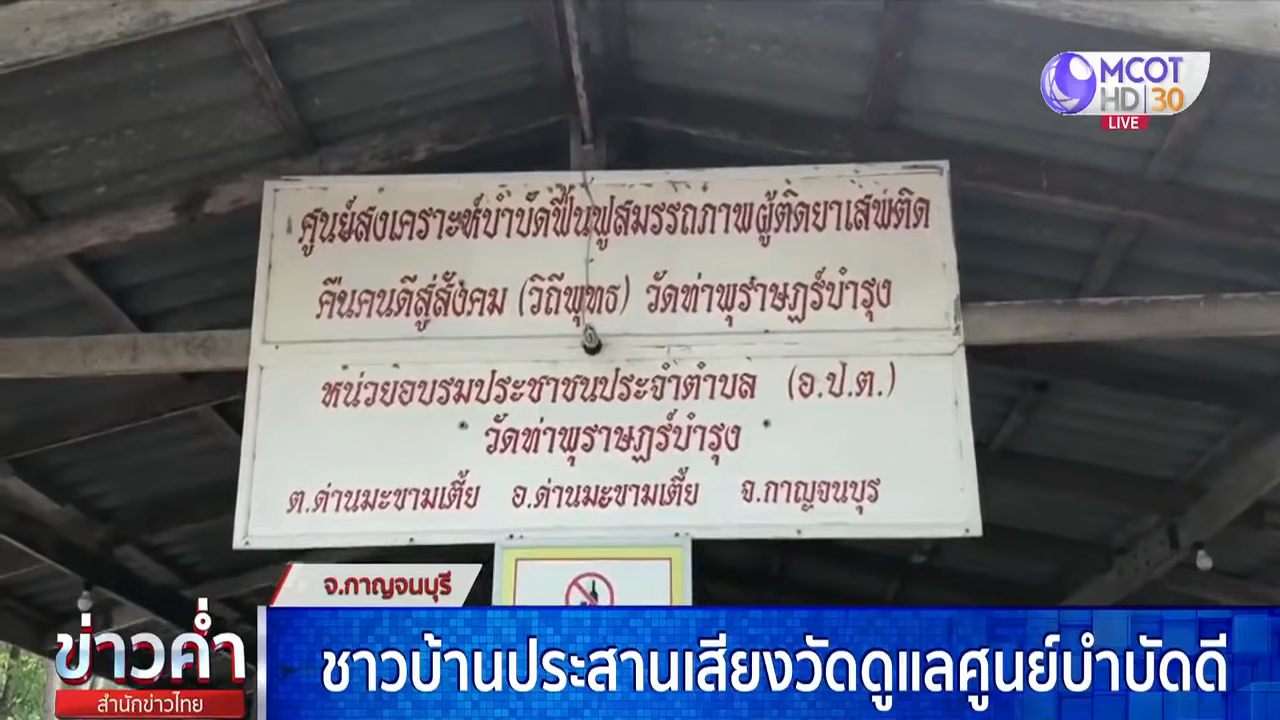 MCOT
HD 30
LIVE
ศูนย์สงเคราะห์บำบัดฟื้นฟูสมรรถภาพผู้ติดยาเสพติด
คืนคนดีสู่สังคม (วิถีพุทธ) วัดท่าพุราษฎร์บำรุง
หน่วยอบรมประชาชนประจำตำบล (อ.ป.ต.)
วัดท่าพุราษฎร์บำรุง
ต.ด่านมะขามเตี้ย อ.ด่านมะขามเตี้ย จ.กาญจนบุรี
จ.กาญจนบุรี
ข่าวค่ำ
สำนักข่าวไทย
ชาวบ้านประสานเสียงวัดดูแลศูนย์บำบัดดี